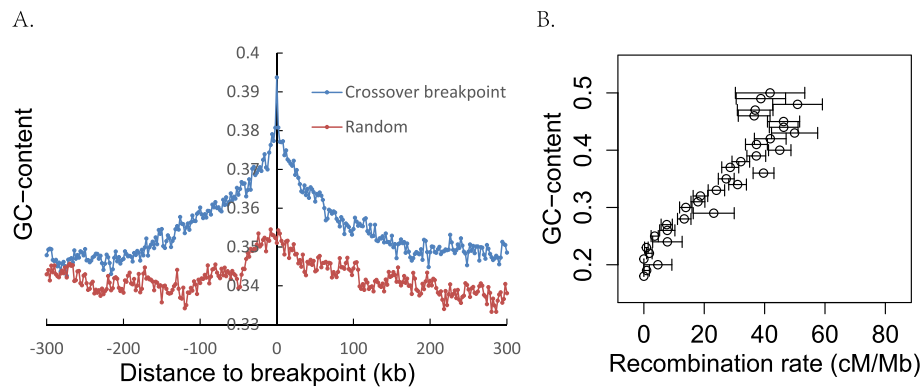 A.
GC-content
0.4
0.39
0.38
0.37
0.36
0.35
0.34
0.33
Crossover breakpoint
Random
-300 -200 -100 0 100 200 300
Distance to breakpoint (kb)
B.
GC-content
0.5
0.4
0.3
0.2
0 20 40 60 80
Recombination rate (cM/Mb)